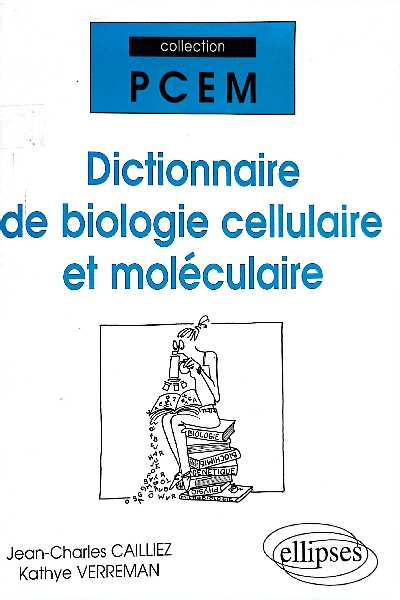 collection
PCEM
Dictionnaire
de biologie cellulaire
et moléculaire
BIOLOGIE
BIOCHIMIE
GÉNÉTIQUE
Jean-Charles CAILLIEZ
Kathye VERREMAN
ellipses